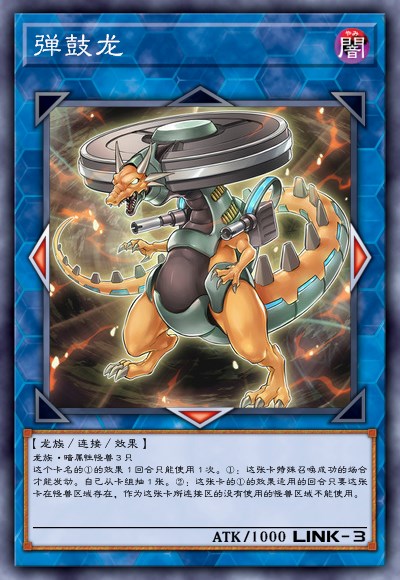 弹鼓龙
やみ
闇
【龙族／连接／效果】
龙族・暗属性怪兽3只
这个卡名的①的效果1回合只能使用1次。①：这张卡特殊召唤成功的场合
才能发动。自己从卡组抽1张。②：这张卡的①的效果适用的回合只要这张
卡在怪兽区域存在，作为这张卡所连接区的没有使用的怪兽区域不能使用。
ATK/1000 LINK-3